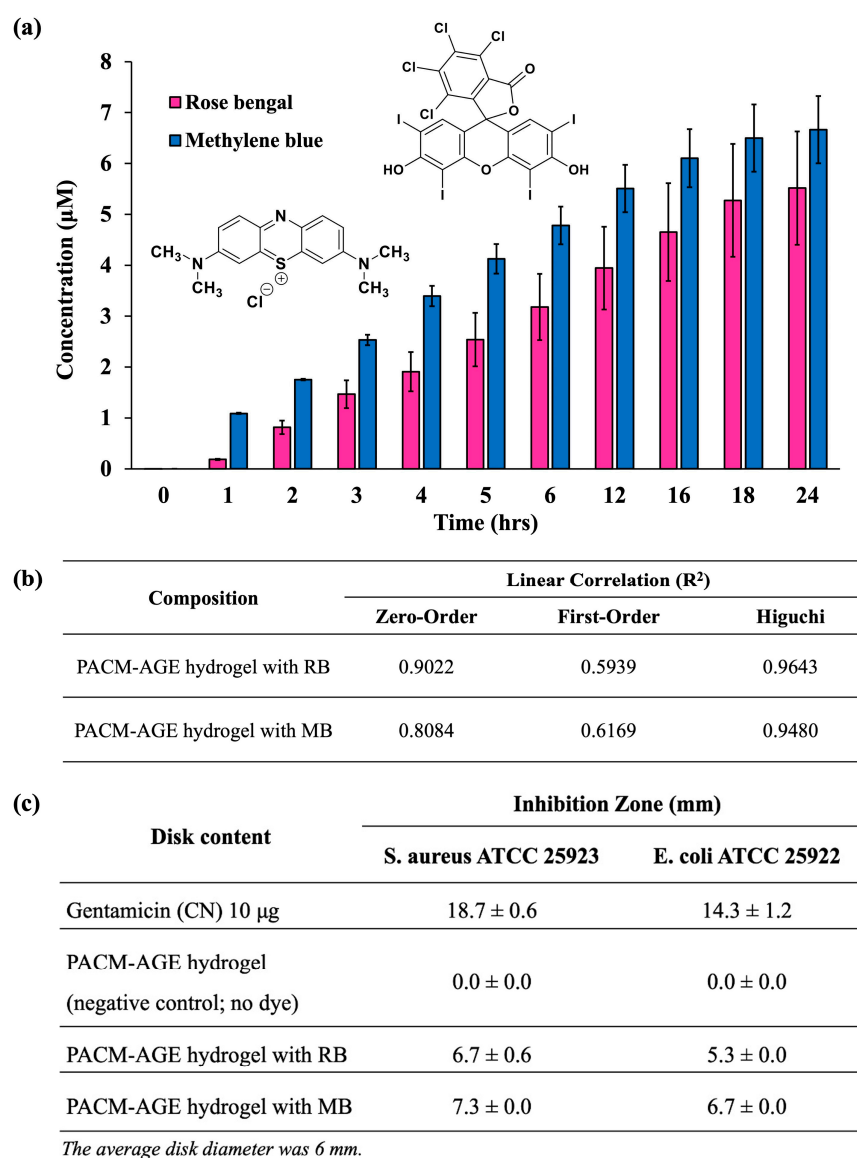 (a)
8
7
6
5
4
3
2
1
0
Concentration (μM)
Rose bengal
Methylene blue
Cl
Cl
Cl
Cl
O
O
I
I
HO
O
OH
I
I
N
CH₃
N
CH₃
S
⊕
CH₃
N
CH₃
Cl
⊖
0 1 2 3 4 5 6 12 16 18 24
Time (hrs)
(b)
Composition
Linear Correlation (R²)
Zero-Order First-Order Higuchi
PACM-AGE hydrogel with RB 0.9022 0.5939 0.9643
PACM-AGE hydrogel with MB 0.8084 0.6169 0.9480
(c)
Disk content
Inhibition Zone (mm)
S. aureus ATCC 25923 E. coli ATCC 25922
Gentamicin (CN) 10 μg 18.7 ± 0.6 14.3 ± 1.2
PACM-AGE hydrogel
(negative control; no dye)
0.0 ± 0.0 0.0 ± 0.0
PACM-AGE hydrogel with RB 6.7 ± 0.6 5.3 ± 0.0
PACM-AGE hydrogel with MB 7.3 ± 0.0 6.7 ± 0.0
The average disk diameter was 6 mm.